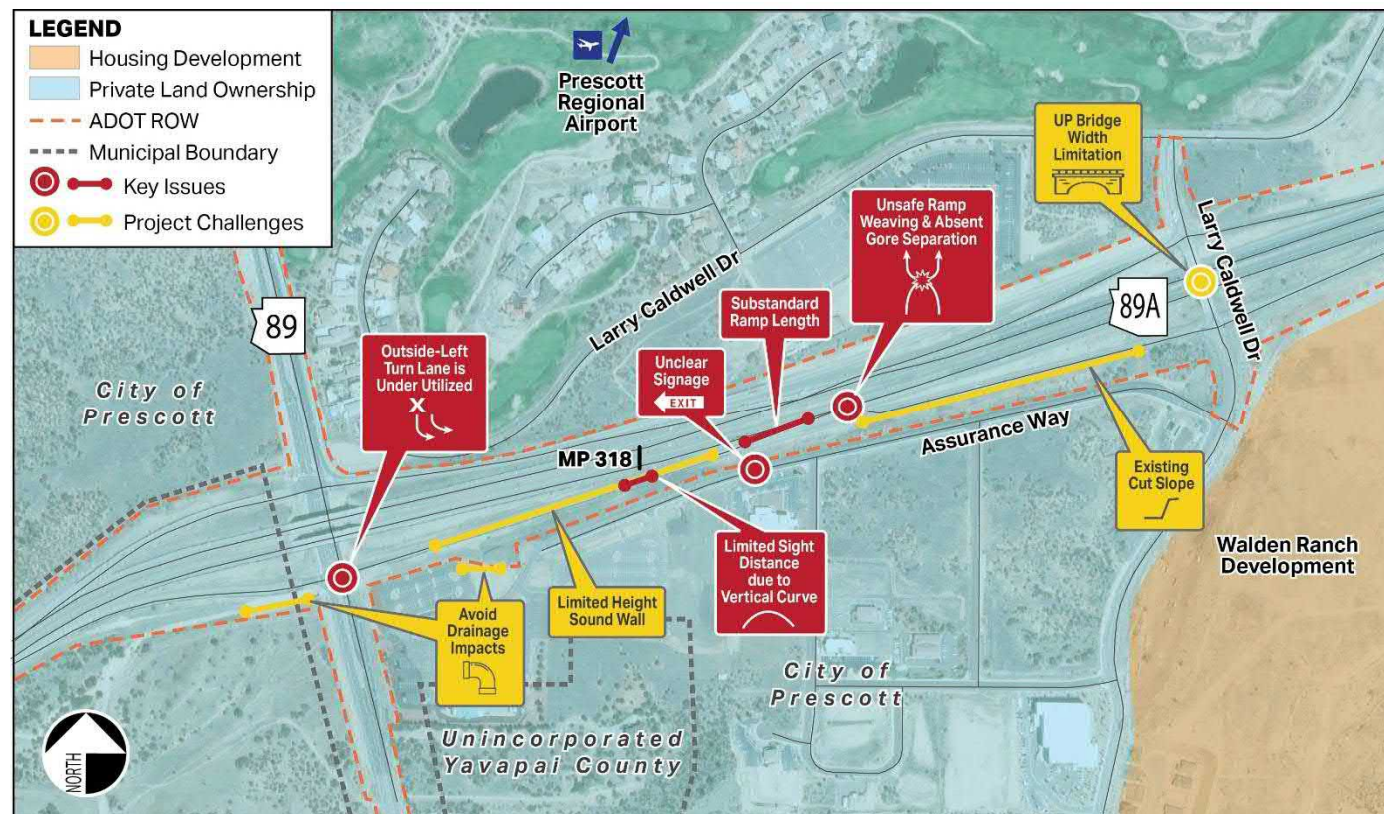 LEGEND
Housing Development
Private Land Ownership
ADOT ROW
Municipal Boundary
Key Issues
Project Challenges
Prescott
Regional
Airport
UP Bridge
Width
Limitation
Unsafe Ramp
Weaving & Absent
Gore Separation
Larry Caldwell Dr
Larry Caldwell Dr
89
89A
Substandard
Ramp Length
Outside-Left
Turn Lane is
Under Utilized
X
Unclear
Signage
EXIT
City of
Prescott
MP 318
Assurance Way
Existing
Cut Slope
Limited Sight
Distance
due to
Vertical Curve
Walden Ranch
Development
Limited Height
Sound Wall
Avoid
Drainage
Impacts
City of
Prescott
Unincorporated
Yavapai County
NORTH